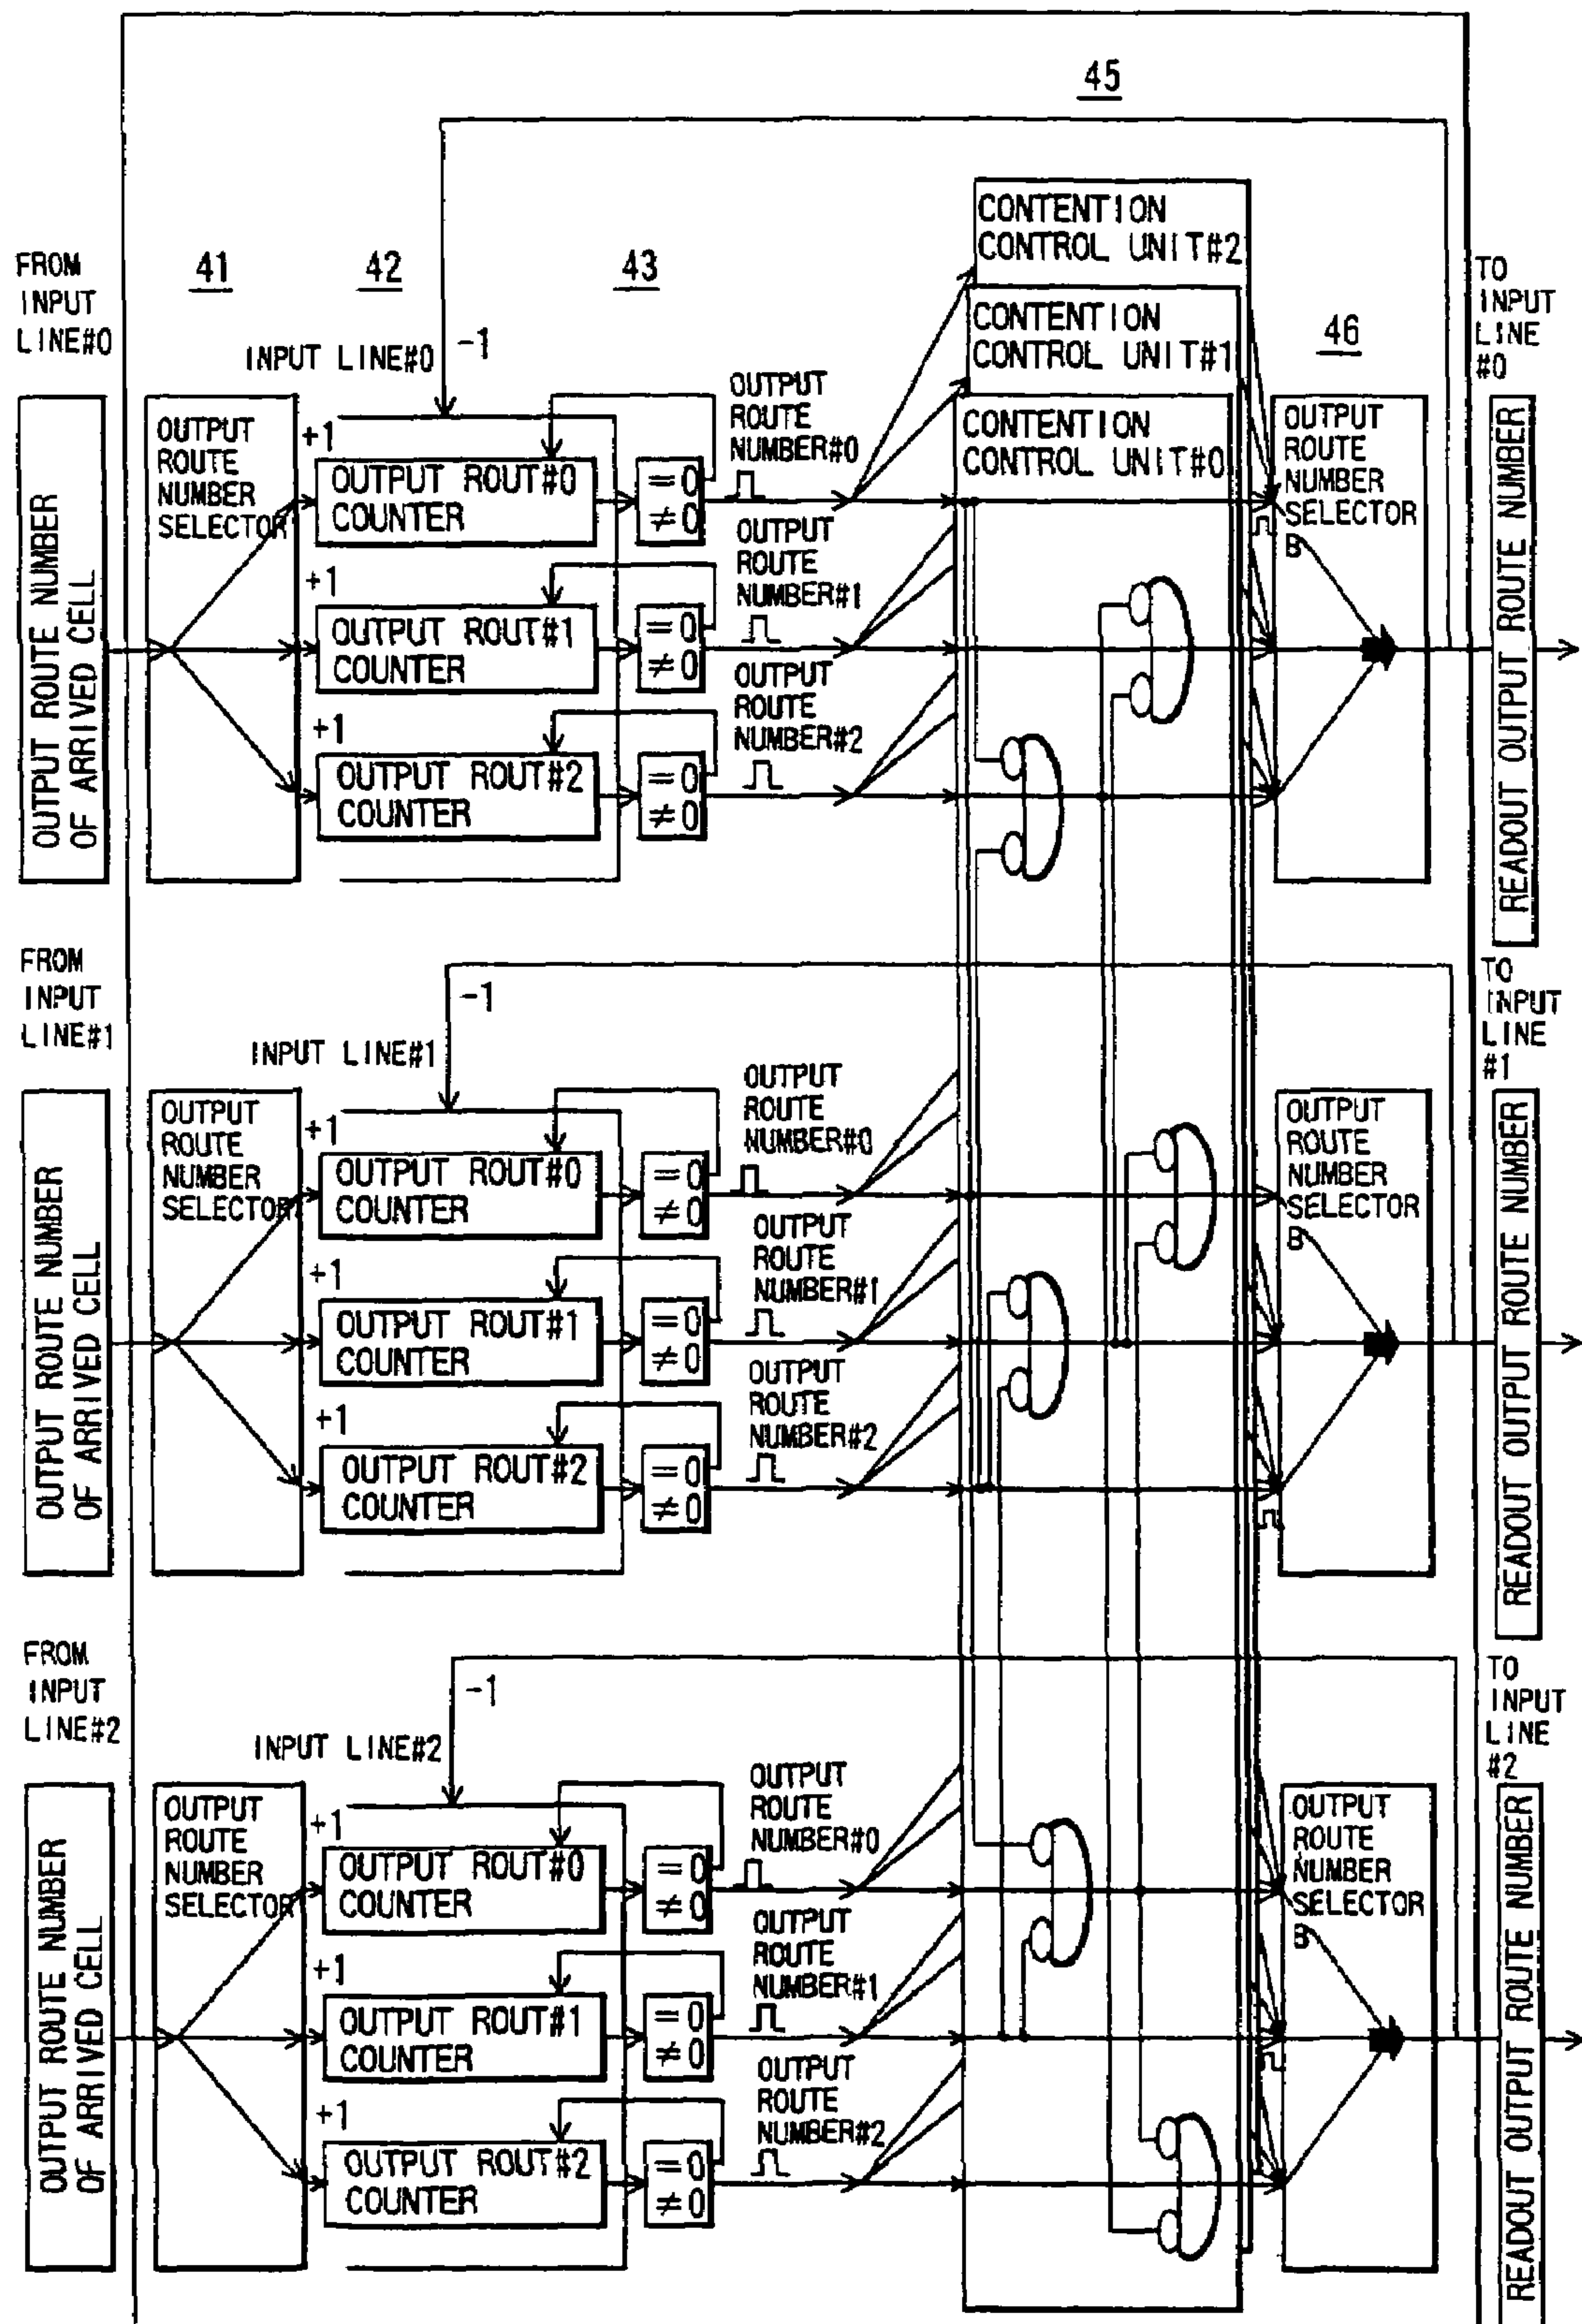 45
CONTENTION
CONTROL UNIT#2
FROM
INPUT
LINE#0
41
42
43
TO
INPUT
LINE
#0
CONTENTION
CONTROL UNIT#1
46
INPUT LINE#0
-1
OUTPUT ROUTE NUMBER
OF ARRIVED CELL
OUTPUT
ROUTE
NUMBER
SELECTOR
+1
OUTPUT ROUT#0
COUNTER
=0
≠0
OUTPUT
ROUTE
NUMBER#0
+1
OUTPUT ROUT#1
COUNTER
=0
≠0
OUTPUT
ROUTE
NUMBER#1
+1
OUTPUT ROUT#2
COUNTER
=0
≠0
OUTPUT
ROUTE
NUMBER#2
CONTENTION
CONTROL UNIT#0
OUTPUT
ROUTE
NUMBER
SELECTOR
B
READOUT OUTPUT ROUTE NUMBER
FROM
INPUT
LINE#1
TO
INPUT
LINE
#1
INPUT LINE#1
-1
OUTPUT ROUTE NUMBER
OF ARRIVED CELL
OUTPUT
ROUTE
NUMBER
SELECTOR
+1
OUTPUT ROUT#0
COUNTER
=0
≠0
OUTPUT
ROUTE
NUMBER#0
+1
OUTPUT ROUT#1
COUNTER
=0
≠0
OUTPUT
ROUTE
NUMBER#1
+1
OUTPUT ROUT#2
COUNTER
=0
≠0
OUTPUT
ROUTE
NUMBER#2
OUTPUT
ROUTE
NUMBER
SELECTOR
B
READOUT OUTPUT ROUTE NUMBER
FROM
INPUT
LINE#2
TO
INPUT
LINE
#2
INPUT LINE#2
-1
OUTPUT ROUTE NUMBER
OF ARRIVED CELL
OUTPUT
ROUTE
NUMBER
SELECTOR
+1
OUTPUT ROUT#0
COUNTER
=0
≠0
OUTPUT
ROUTE
NUMBER#0
+1
OUTPUT ROUT#1
COUNTER
=0
≠0
OUTPUT
ROUTE
NUMBER#1
+1
OUTPUT ROUT#2
COUNTER
=0
≠0
OUTPUT
ROUTE
NUMBER#2
OUTPUT
ROUTE
NUMBER
SELECTOR
B
READOUT OUTPUT ROUTE NUMBER